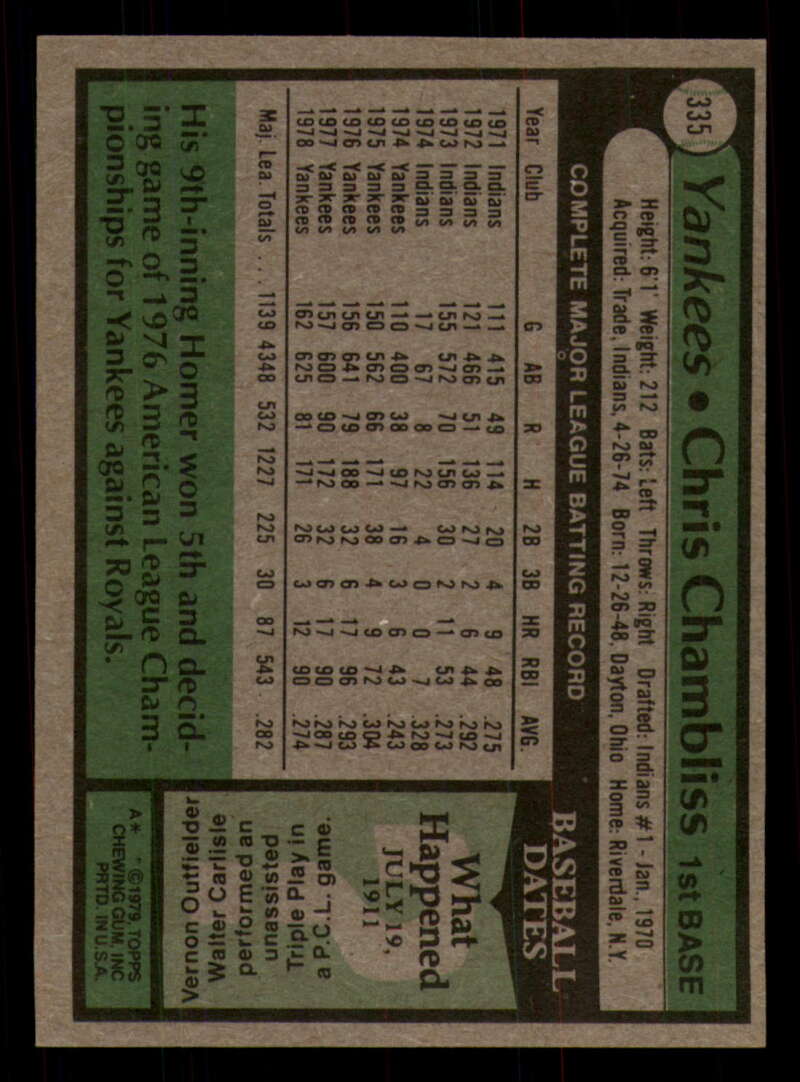 335
Yankees • Chris Chambliss 1st BASE
Height: 6'1" Weight: 212 Bats: Left Throws: Right Drafted: Indians #1 - Jan., 1970
Acquired: Trade, Indians, 4-26-74 Born: 12-26-48, Dayton, Ohio Home: Riverdale, N.Y.
COMPLETE MAJOR LEAGUE BATTING RECORD
Year Club G AB R H 2B 3B HR RBI AVG.
1971 Indians 111 415 49 114 20 4 9 48 .275
1972 Indians 121 466 51 136 27 2 6 44 .292
1973 Indians 155 572 70 156 30 2 11 53 .273
1974 Indians 17 67 8 22 4 0 0 7 .328
1974 Yankees 110 400 38 97 16 3 6 43 .243
1975 Yankees 150 562 66 171 38 4 9 72 .304
1976 Yankees 156 641 79 188 32 6 17 96 .293
1977 Yankees 157 600 90 172 32 6 17 90 .287
1978 Yankees 162 625 81 171 26 3 12 90 .274
Maj. Lea. Totals . . . 1139 4348 532 1227 225 30 87 543 .282
His 9th-inning Homer won 5th and decid-
ing game of 1976 American League Cham-
pionships for Yankees against Royals.
BASEBALL
DATES
What
Happened
JULY 19,
1911
Vernon Outfielder
Walter Carlisle
performed an
unassisted
Triple Play in
a P.C.L. game.
A* ©1979, TOPPS
CHEWING GUM, INC
PRTD. IN U.S.A.